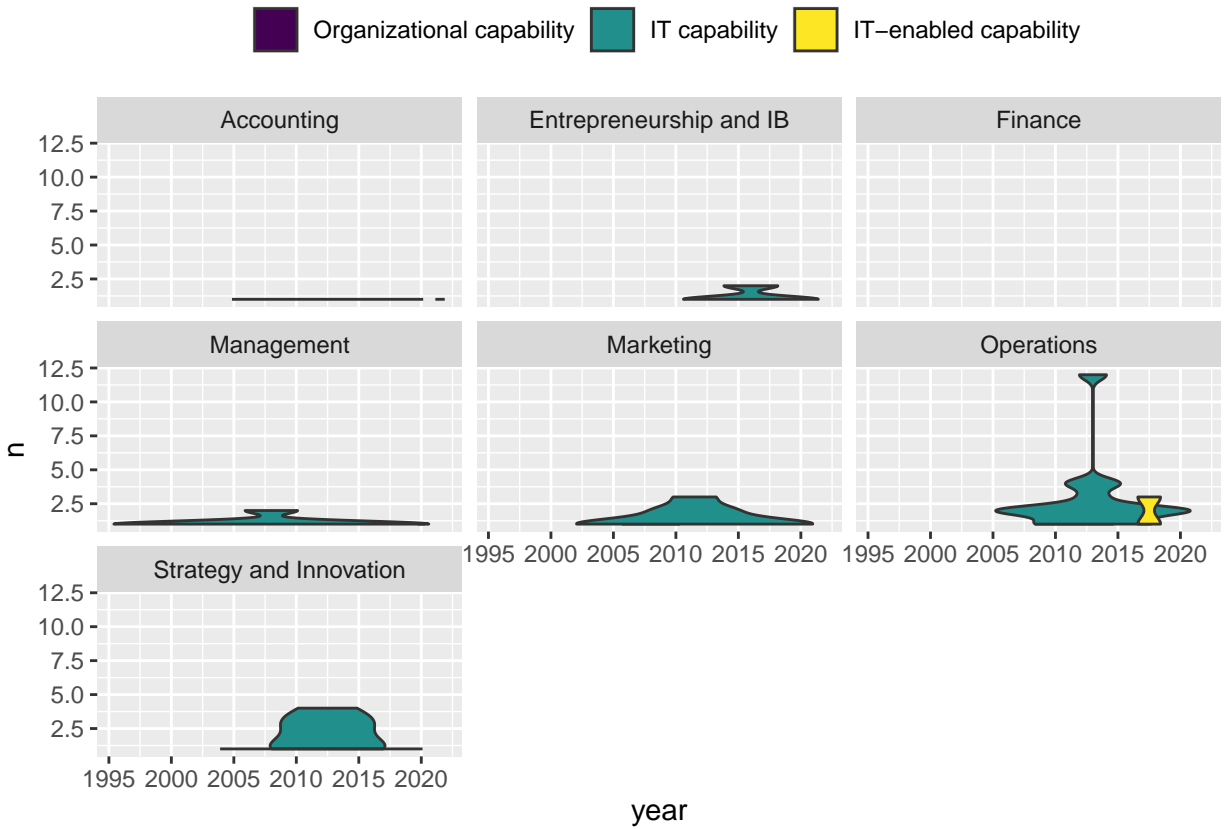 Organizational capability IT capability IT−enabled capability
Accounting Entrepreneurship and IB Finance
12.5
10.0
7.5
5.0
2.5
Management Marketing Operations
12.5
10.0
7.5
5.0
2.5
n
1995 2000 2005 2010 2015 2020 1995 2000 2005 2010 2015 2020
Strategy and Innovation
12.5
10.0
7.5
5.0
2.5
1995 2000 2005 2010 2015 2020
year